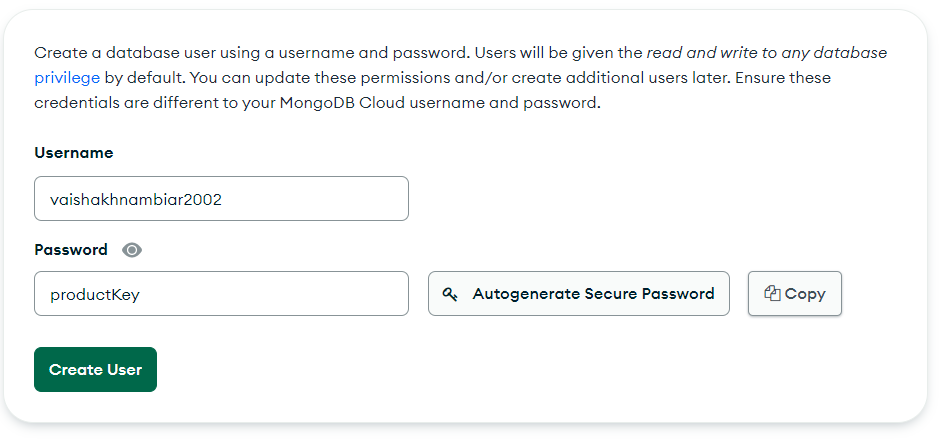 Create a database user using a username and password. Users will be given the read and write to any database
privilege by default. You can update these permissions and/or create additional users later. Ensure these
credentials are different to your MongoDB Cloud username and password.
Username
vaishakhnambiar2002
Password
productKey
Autogenerate Secure Password
Copy
Create User